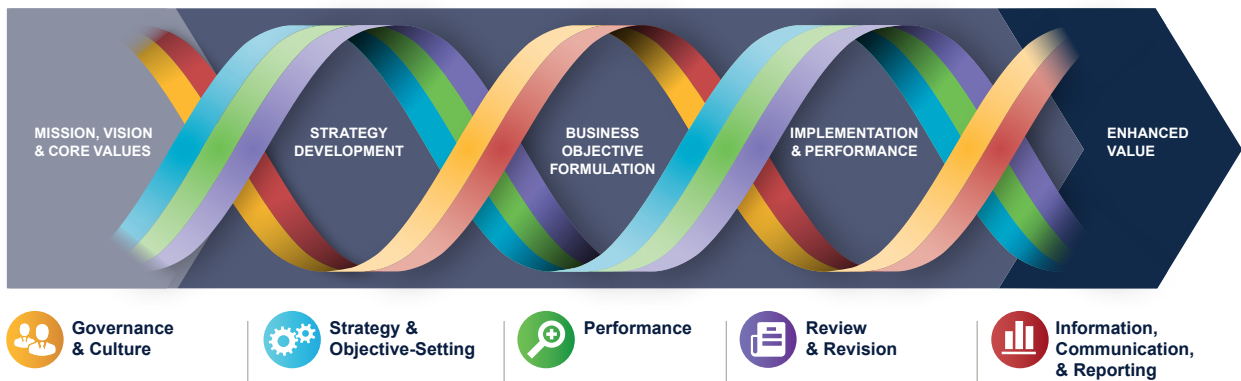 MISSION, VISION
& CORE VALUES
STRATEGY
DEVELOPMENT
BUSINESS
OBJECTIVE
FORMULATION
IMPLEMENTATION
& PERFORMANCE
ENHANCED
VALUE
Governance
& Culture
Strategy &
Objective-Setting
Performance
Review
& Revision
Information,
Communication,
& Reporting